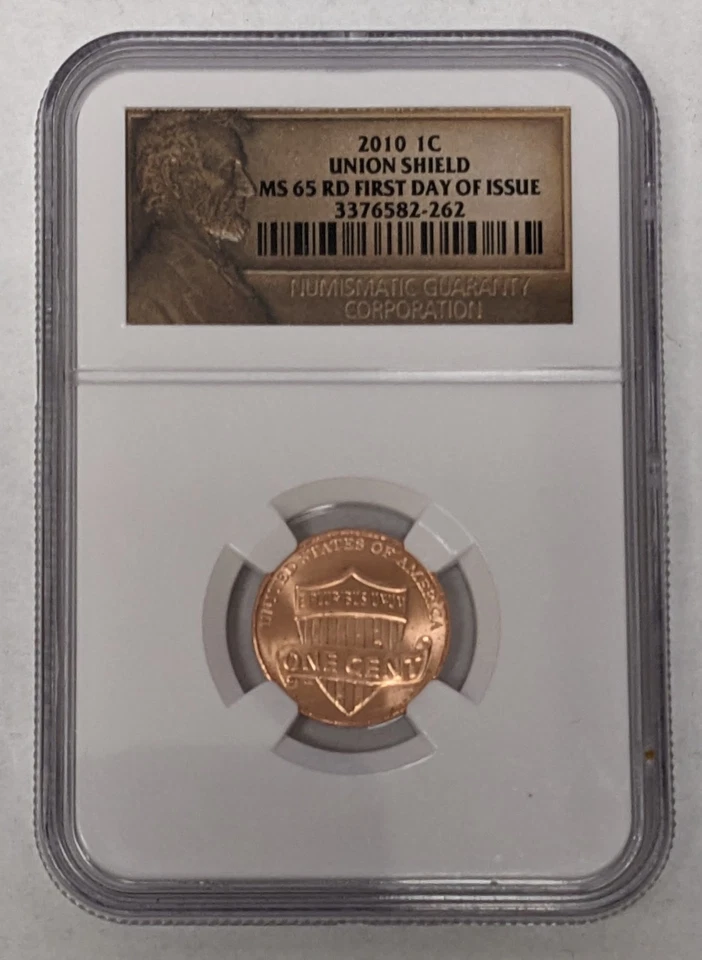 2010 1C
UNION SHIELD
MS 65 RD FIRST DAY OF ISSUE
3376582-262
NUMISMATIC GUARANTY
CORPORATION
UNITED STATES OF AMERICA
E PLURIBUS UNUM
ONE CENT